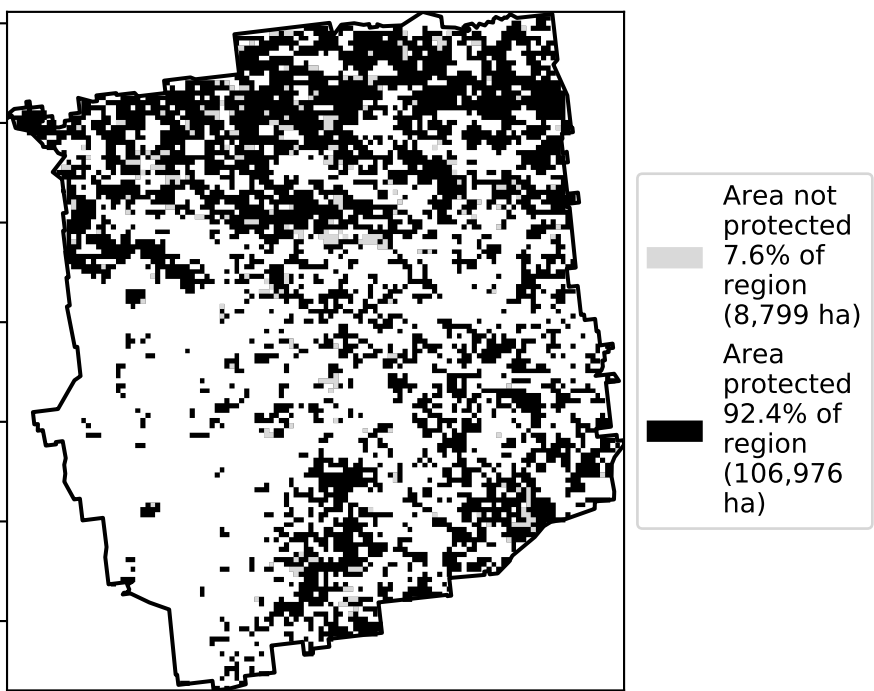 Area not
protected
7.6% of
region
(8,799 ha)
Area
protected
92.4% of
region
(106,976
ha)